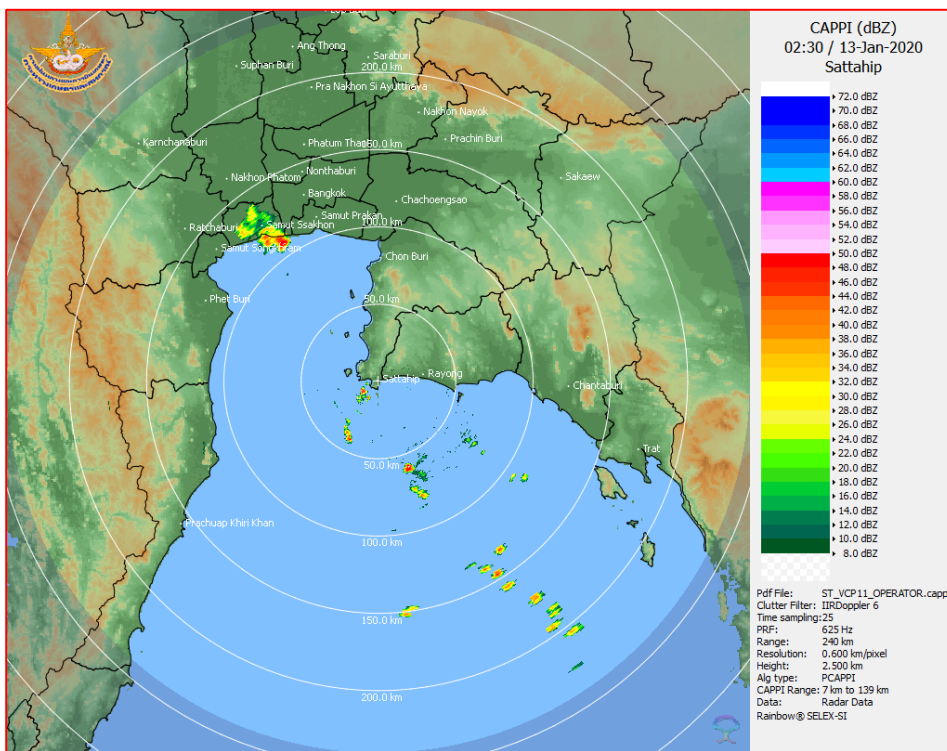 Ang Thong
Saraburi
Suphan Buri
200.0 km
Pra Nakhon Si Ayutthaya
Nakhon Nayok
Karnchanaburi
Phatum Than
Prachin Buri
Nonthaburi
Nakhon Phatom
Sakaew
Bangkok
Chachoengsao
Samut Prakan
100.0 km
Ratchaburi
Samut Ssakhon
Chon Buri
Phet Buri
50.0 km
Sattahip
Rayong
Chantaburi
Trat
50.0 km
Prachuap Khiri Khan
100.0 km
150.0 km
200.0 km
CAPPI (dBZ)
02:30 / 13-Jan-2020
Sattahip
72.0 dBZ
70.0 dBZ
68.0 dBZ
66.0 dBZ
64.0 dBZ
62.0 dBZ
60.0 dBZ
58.0 dBZ
56.0 dBZ
54.0 dBZ
52.0 dBZ
50.0 dBZ
48.0 dBZ
46.0 dBZ
44.0 dBZ
42.0 dBZ
40.0 dBZ
38.0 dBZ
36.0 dBZ
34.0 dBZ
32.0 dBZ
30.0 dBZ
28.0 dBZ
26.0 dBZ
24.0 dBZ
22.0 dBZ
20.0 dBZ
18.0 dBZ
16.0 dBZ
14.0 dBZ
12.0 dBZ
10.0 dBZ
8.0 dBZ
Pdf File: ST_VCP11_OPERATOR.capp
Clutter Filter: IIRDoppler 6
Time sampling:25
PRF: 625 Hz
Range: 240 km
Resolution: 0.600 km/pixel
Height: 2.500 km
Alg type: PCAPPI
CAPPI Range: 7 km to 139 km
Data: Radar Data
Rainbow® SELEX-SI